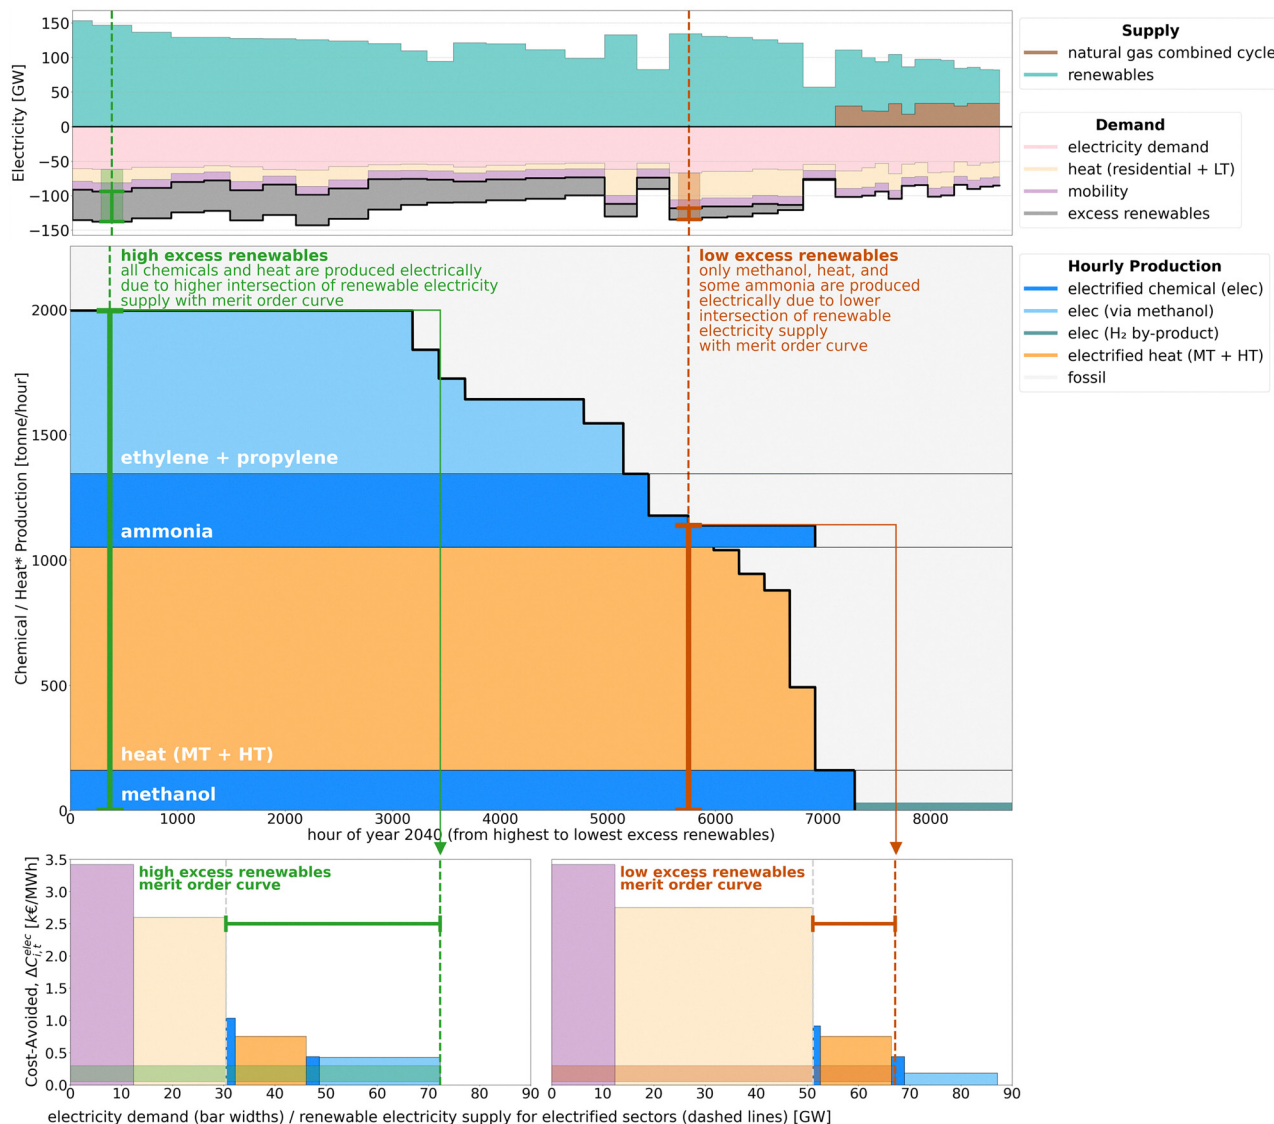 150
100
50
0
−50
−100
−150
Electricity [GW]
Supply
natural gas combined cycle
renewables
Demand
electricity demand
heat (residential + LT)
mobility
excess renewables
high excess renewables
all chemicals and heat are produced electrically
due to higher intersection of renewable electricity
supply with merit order curve
low excess renewables
only methanol, heat, and
some ammonia are produced
electrically due to lower
intersection of renewable
electricity supply
with merit order curve
Hourly Production
electrified chemical (elec)
elec (via methanol)
elec (H₂ by-product)
electrified heat (MT + HT)
fossil
2000
1500
1000
500
0
Chemical / Heat* Production [tonne/hour]
ethylene + propylene
ammonia
heat (MT + HT)
methanol
0 1000 2000 3000 4000 5000 6000 7000 8000
hour of year 2040 (from highest to lowest excess renewables)
3.5
3.0
2.5
2.0
1.5
1.0
0.5
0.0
Cost-Avoided, ΔC_{i,t}^{elec} [k€/MWh]
high excess renewables
merit order curve
low excess renewables
merit order curve
0 10 20 30 40 50 60 70 80 90
0 10 20 30 40 50 60 70 80 90
electricity demand (bar widths) / renewable electricity supply for electrified sectors (dashed lines) [GW]